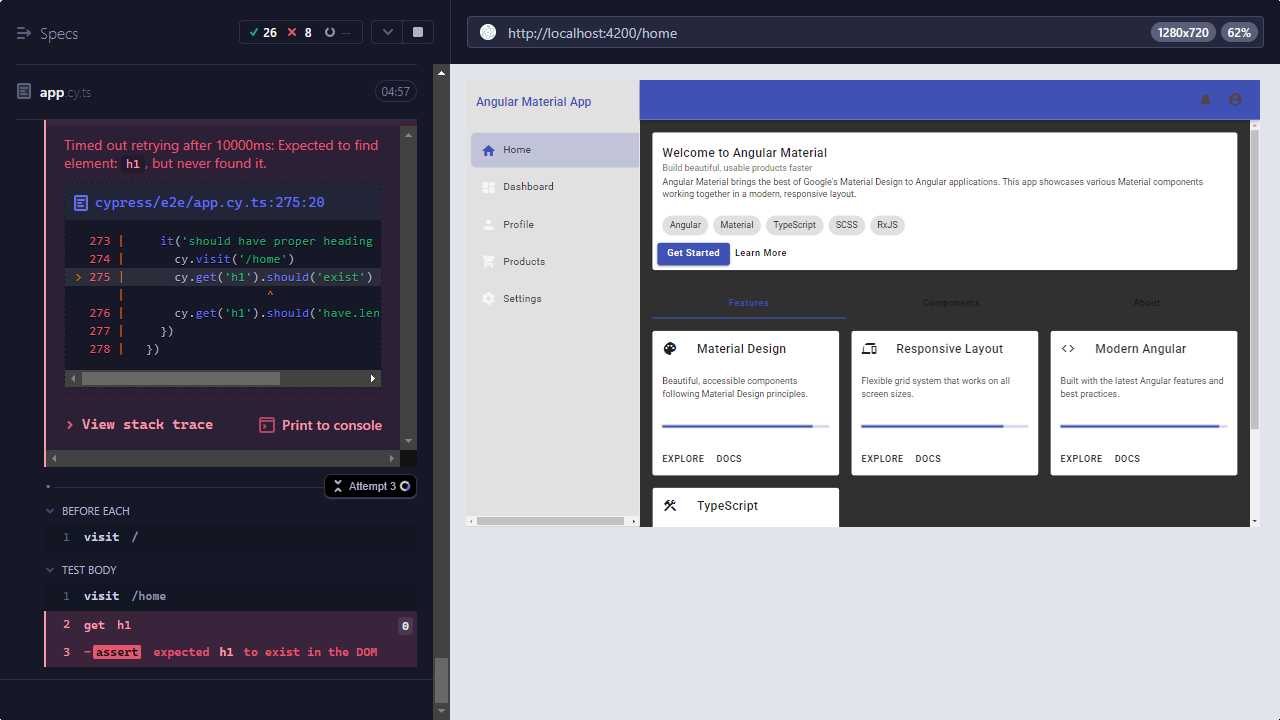 Specs
26 8 --
app.cy.ts
04:57
Timed out retrying after 10000ms: Expected to find
element: h1, but never found it.
cypress/e2e/app.cy.ts:275:20
273 | it('should have proper heading
274 | cy.visit('/home')
> 275 | cy.get('h1').should('exist')
| ^
276 | cy.get('h1').should('have.len
277 | })
278 | })
> View stack trace
Print to console
Attempt 3
BEFORE EACH
1 visit /
TEST BODY
1 visit /home
2 get h1 0
3 -assert expected h1 to exist in the DOM
http://localhost:4200/home
1280x720
62%
Angular Material App
Home
Dashboard
Profile
Products
Settings
Welcome to Angular Material
Build beautiful, usable products faster
Angular Material brings the best of Google's Material Design to Angular applications. This app showcases various Material components
working together in a modern, responsive layout.
Angular Material TypeScript SCSS RxJS
Get Started Learn More
Features Components About
Material Design
Beautiful, accessible components
following Material Design principles.
EXPLORE DOCS
Responsive Layout
Flexible grid system that works on all
screen sizes.
EXPLORE DOCS
Modern Angular
Built with the latest Angular features and
best practices.
EXPLORE DOCS
TypeScript